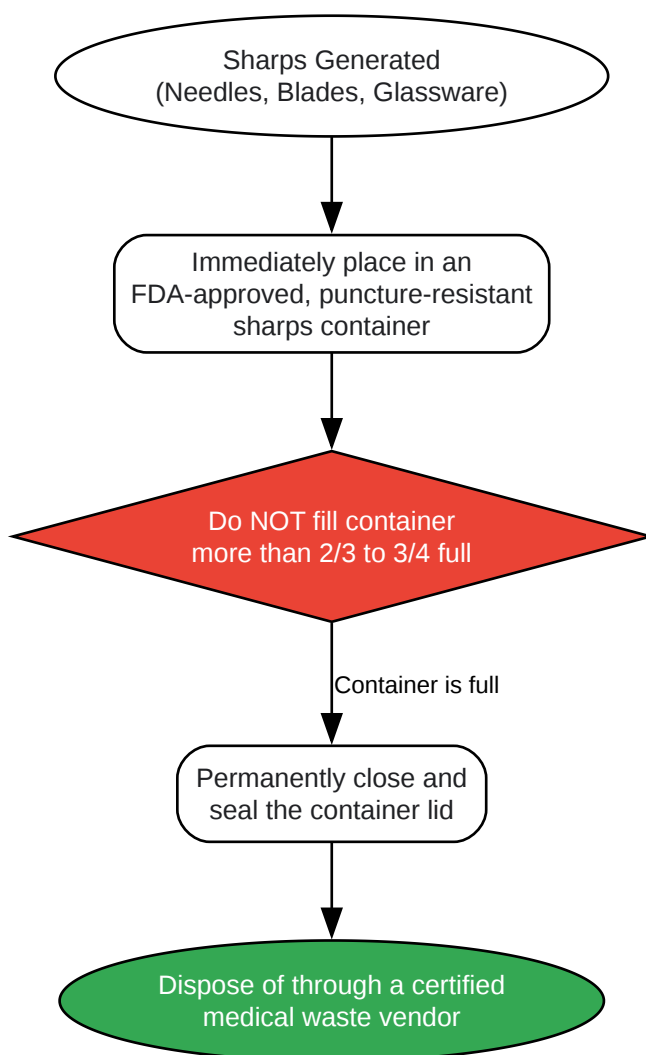 Sharps Generated
(Needles, Blades, Glassware)
Immediately place in an
FDA-approved, puncture-resistant
sharps container
Do NOT fill container
more than 2/3 to 3/4 full
Container is full
Permanently close and
seal the container lid
Dispose of through a certified
medical waste vendor